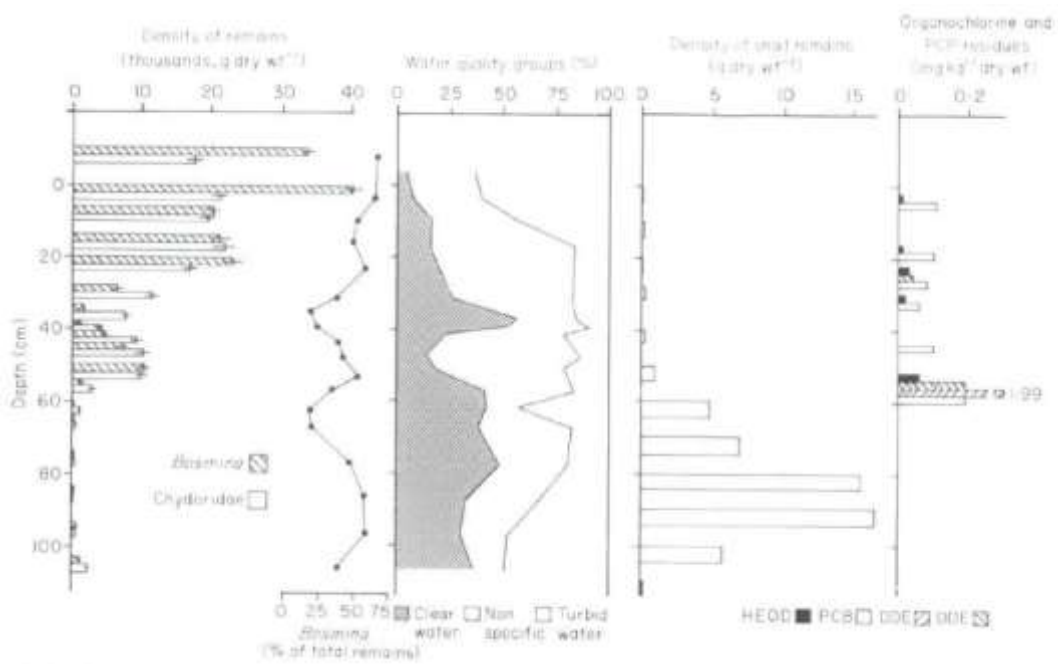 Density of remains
(thousands, g dry wt⁻¹)
0 10 20 30 40
Water quality groups (%)
0 25 50 75 100
Density of snail remains
(g dry wt⁻¹)
0 5 10 15
Organochlorine and
PCP residues
(mg kg⁻¹ dry wt)
0 0.2
Depth (cm)
0
20
40
60
80
100
Bosmina
Chydoridae
1.99
0 25 50 75
Bosmina
(% of total remains)
Clear water
Non specific
Turbid water
HEOD PCB DDE DDE